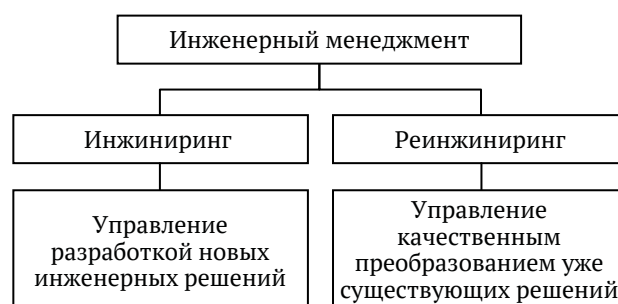 Инженерный менеджмент
Инжиниринг
Реинжиниринг
Управление
разработкой новых
инженерных решений
Управление
качественным
преобразованием уже
существующих решений